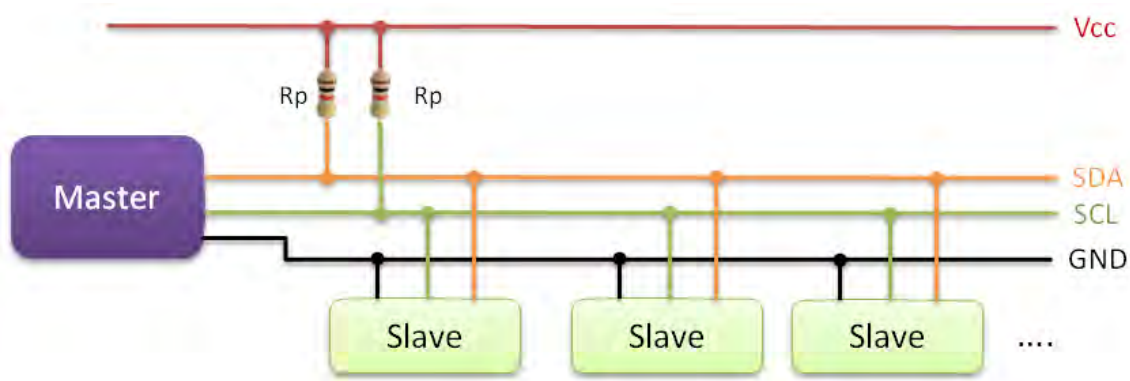 Vcc
Rp
Rp
Master
SDA
SCL
GND
Slave
Slave
Slave
....